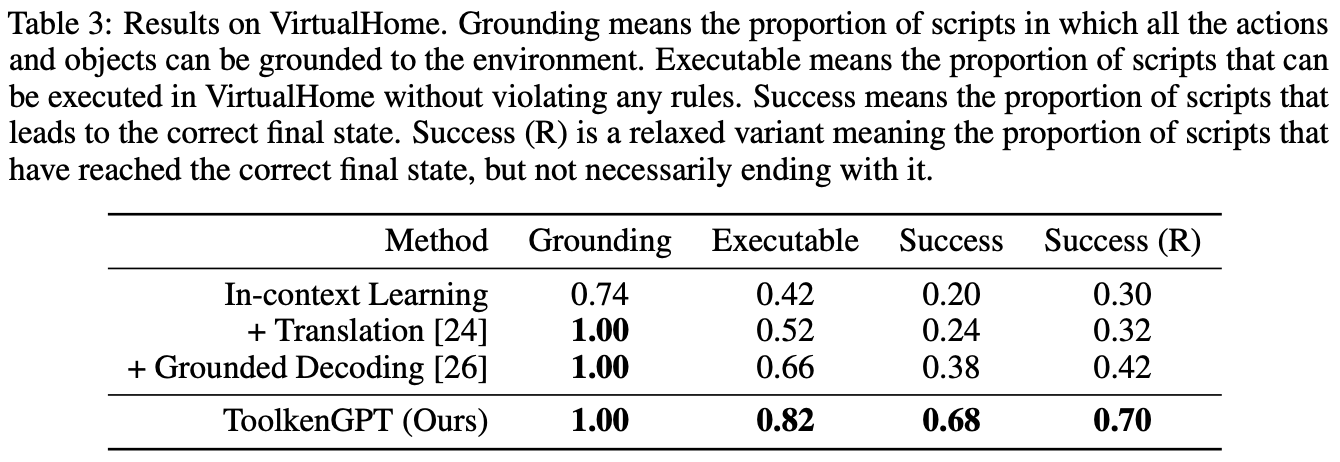 Table 3: Results on VirtualHome. Grounding means the proportion of scripts in which all the actions
and objects can be grounded to the environment. Executable means the proportion of scripts that can
be executed in VirtualHome without violating any rules. Success means the proportion of scripts that
leads to the correct final state. Success (R) is a relaxed variant meaning the proportion of scripts that
have reached the correct final state, but not necessarily ending with it.
Method Grounding Executable Success Success (R)
In-context Learning 0.74 0.42 0.20 0.30
+ Translation [24] 1.00 0.52 0.24 0.32
+ Grounded Decoding [26] 1.00 0.66 0.38 0.42
ToolkenGPT (Ours) 1.00 0.82 0.68 0.70